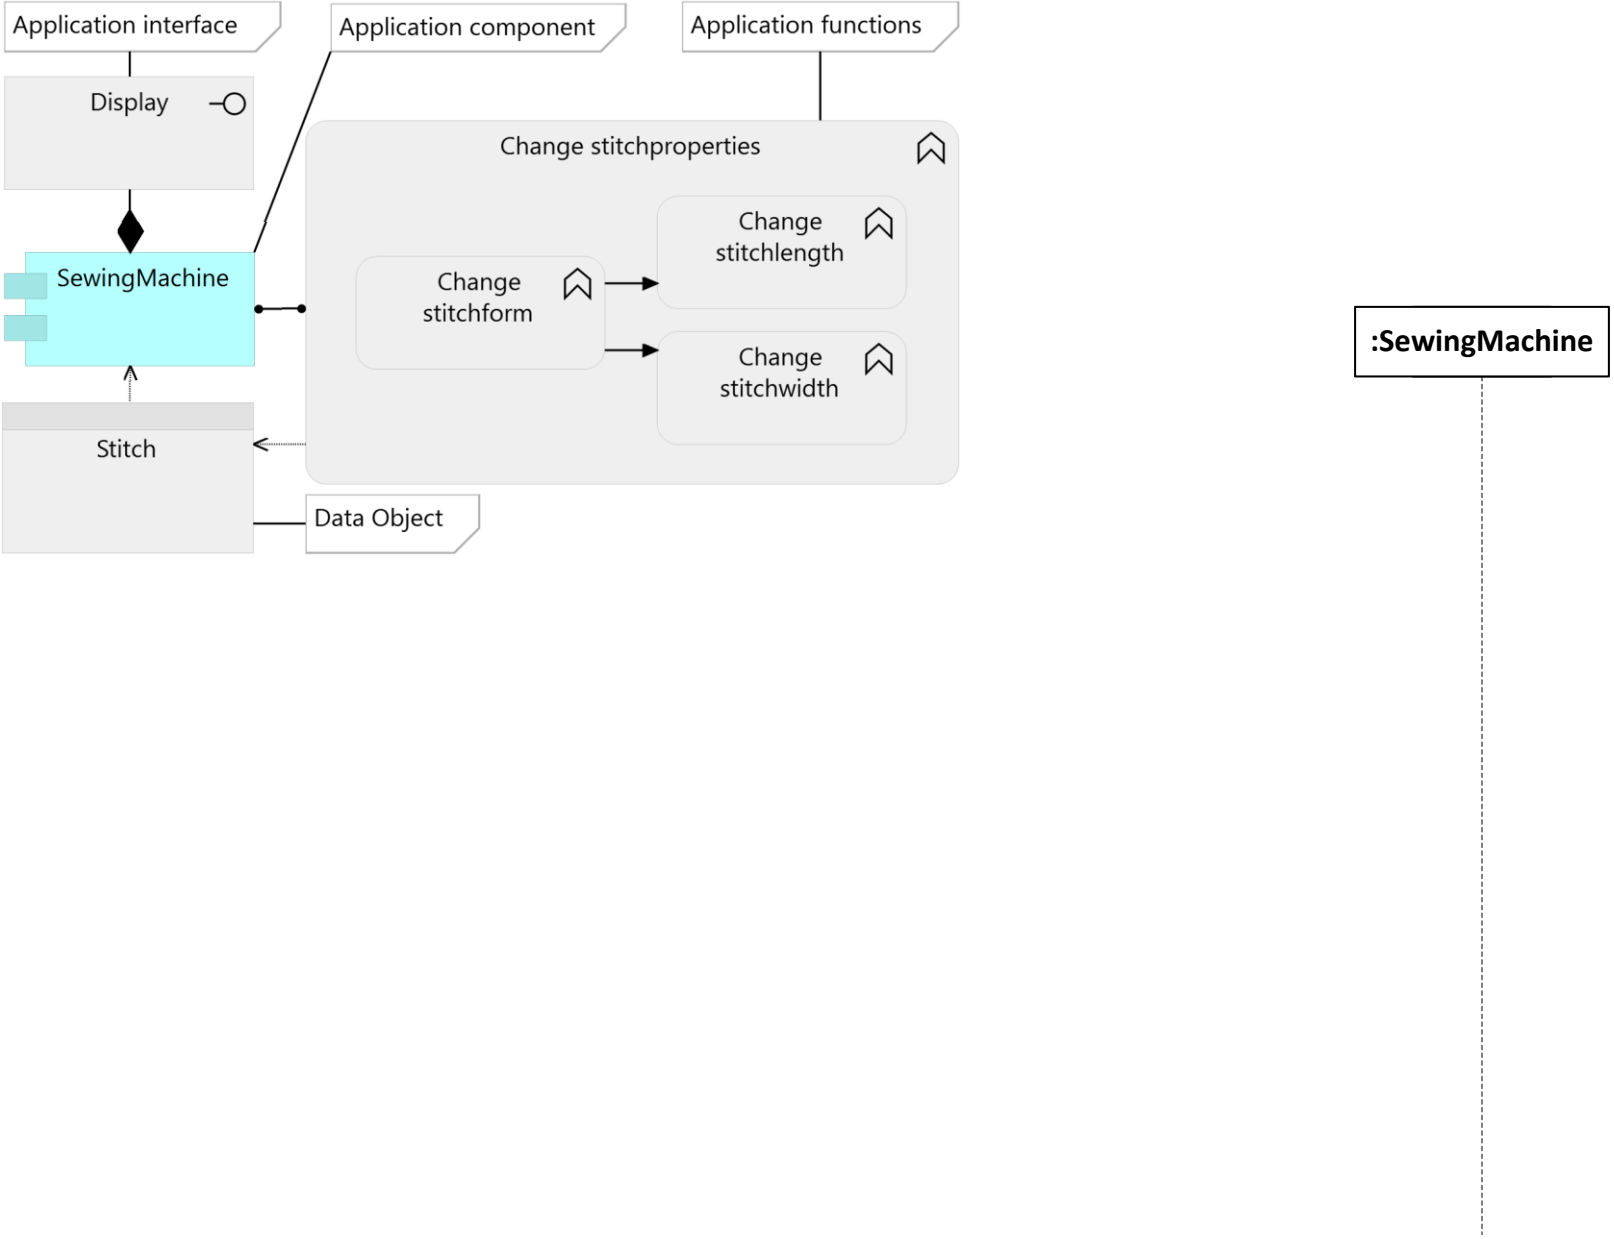 Application interface
Application component
Application functions
Display
Change stitchproperties
Change
stitchlength
SewingMachine
Change
stitchform
Change
stitchwidth
:SewingMachine
Stitch
Data Object